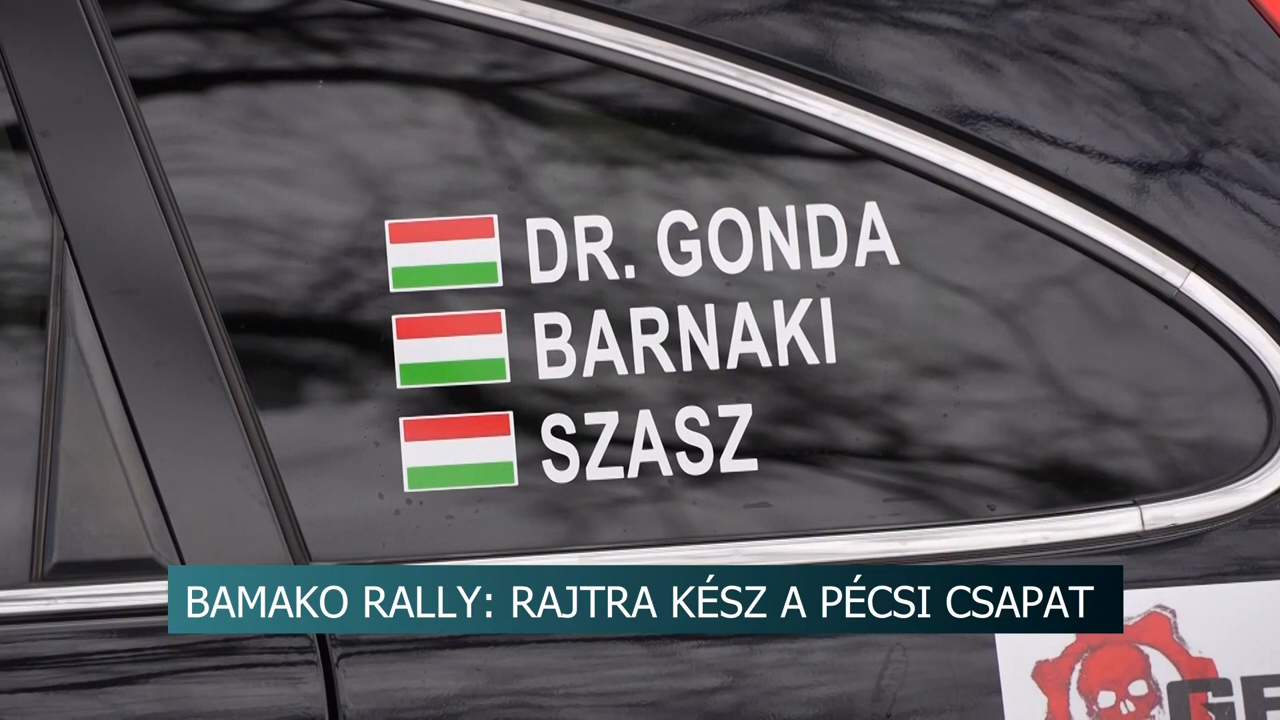 DR. GONDA
BARNAKI
SZASZ
BAMAKO RALLY: RAJTRA KÉSZ A PÉCSI CSAPAT